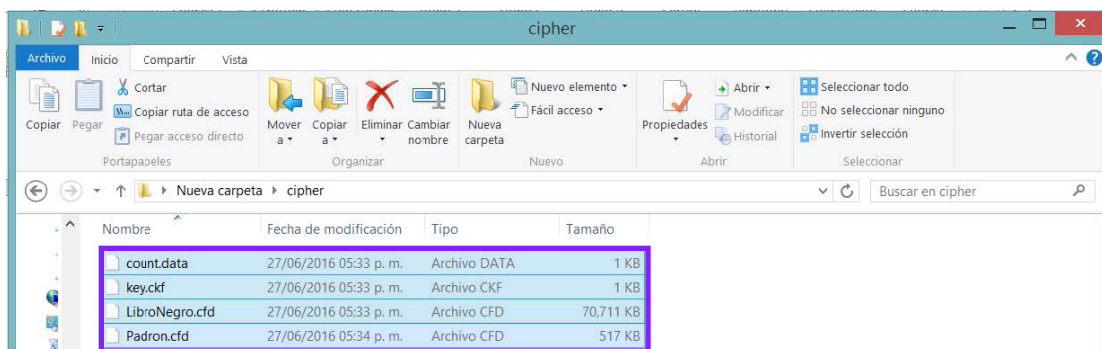 cipher
Archivo Inicio Compartir Vista
Copiar
Pegar
Cortar
Copiar ruta de acceso
Pegar acceso directo
Portapapeles
Mover a
Copiar a
Eliminar
Cambiar nombre
Organizar
Nueva carpeta
Nuevo elemento
Fácil acceso
Nuevo
Propiedades
Abrir
Modificar
Historial
Abrir
Seleccionar todo
No seleccionar ninguno
Invertir selección
Seleccionar
Nueva carpeta cipher
Buscar en cipher
Nombre Fecha de modificación Tipo Tamaño
count.data 27/06/2016 05:33 p. m. Archivo DATA 1 KB
key.ckf 27/06/2016 05:33 p. m. Archivo CKF 1 KB
LibroNegro.cfd 27/06/2016 05:33 p. m. Archivo CFD 70,711 KB
Padron.cfd 27/06/2016 05:34 p. m. Archivo CFD 517 KB